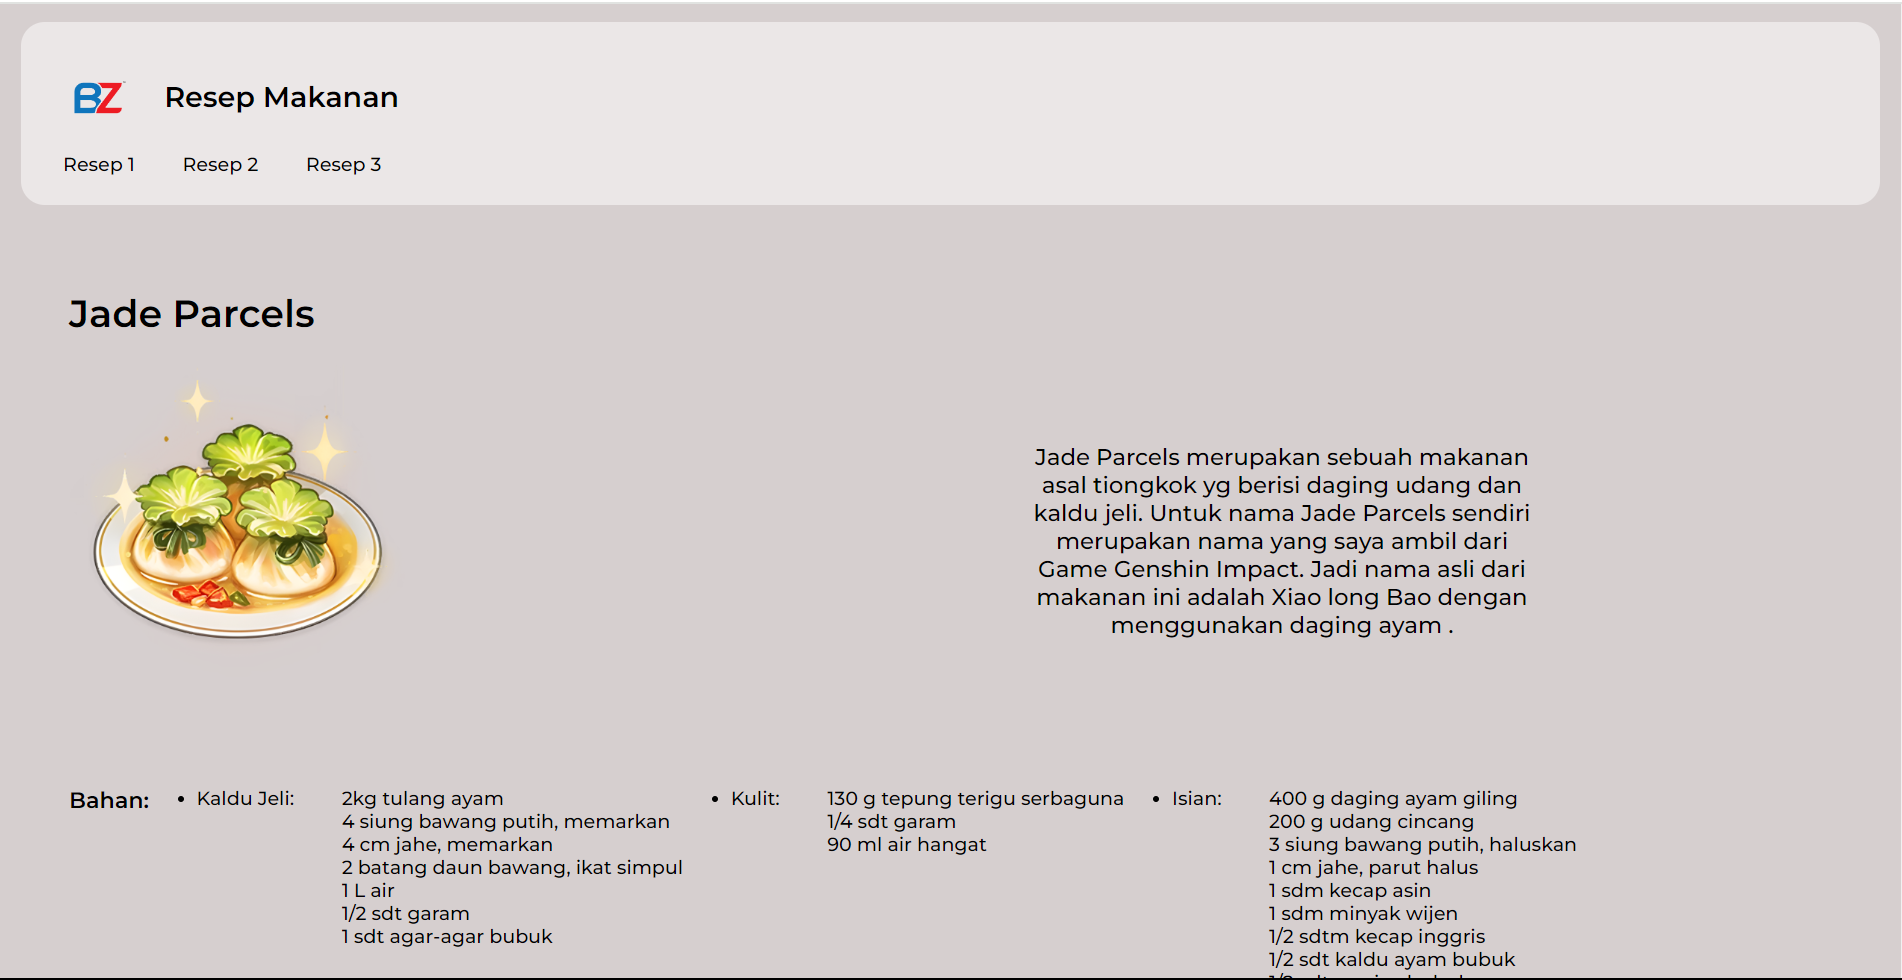 BZ
Resep Makanan
Resep 1
Resep 2
Resep 3
Jade Parcels
Jade Parcels merupakan sebuah makanan
asal tiongkok yg berisi daging udang dan
kaldu jeli. Untuk nama Jade Parcels sendiri
merupakan nama yang saya ambil dari
Game Genshin Impact. Jadi nama asli dari
makanan ini adalah Xiao long Bao dengan
menggunakan daging ayam .
Bahan:
• Kaldu Jeli:
2kg tulang ayam
4 siung bawang putih, memarkan
4 cm jahe, memarkan
2 batang daun bawang, ikat simpul
1 L air
1/2 sdt garam
1 sdt agar-agar bubuk
• Kulit:
130 g tepung terigu serbaguna
1/4 sdt garam
90 ml air hangat
• Isian:
400 g daging ayam giling
200 g udang cincang
3 siung bawang putih, haluskan
1 cm jahe, parut halus
1 sdm kecap asin
1 sdm minyak wijen
1/2 sdtm kecap inggris
1/2 sdt kaldu ayam bubuk